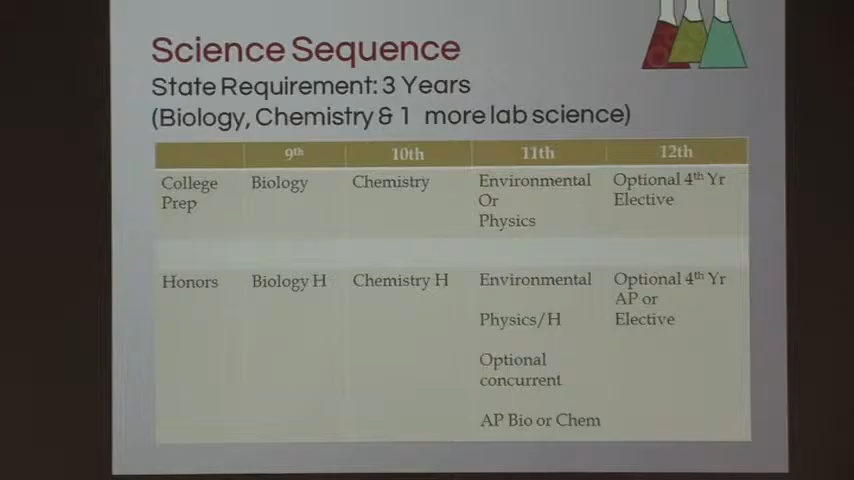 Science Sequence
State Requirement: 3 Years
(Biology, Chemistry & 1 more lab science)
9th 10th 11th 12th
College Prep
Biology
Chemistry
Environmental
Or
Physics
Optional 4th Yr
Elective
Honors
Biology H
Chemistry H
Environmental
Physics/H
Optional
concurrent
AP Bio or Chem
Optional 4th Yr
AP or
Elective